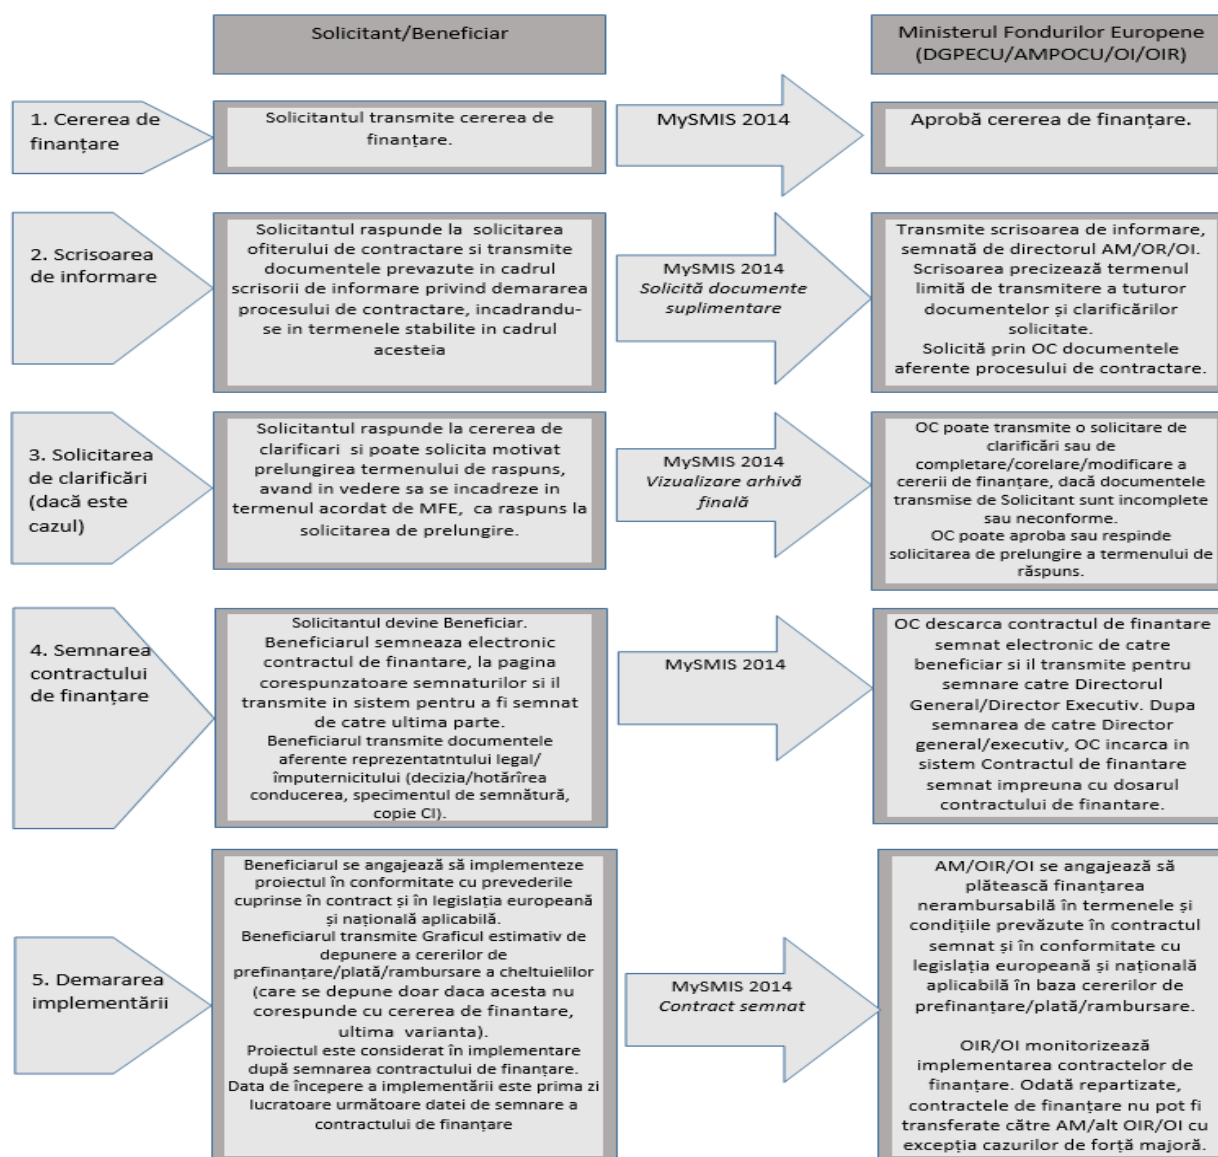 Solicitant/Beneficiar
Ministerul Fondurilor Europene
(DGPECU/AMPOCU/OI/OIR)
1. Cererea de
finanțare
Solicitantul transmite cererea de
finanțare.
MySMIS 2014
Aprobă cererea de finanțare.
2. Scrisoarea
de informare
Solicitantul raspunde la solicitarea
ofiterului de contractare si transmite
documentele prevazute in cadrul
scrisorii de informare privind demararea
procesului de contractare, incadrandu-
se in termenele stabilite in cadrul
acesteia
MySMIS 2014
Solicită documente
suplimentare
Transmite scrisoarea de informare,
semnată de directorul AM/OR/OI.
Scrisoarea precizează termenul
limită de transmitere a tuturor
documentelor și clarificărilor
solicitate.
Solicită prin OC documentele
aferente procesului de contractare.
3. Solicitarea
de clarificări
(dacă este
cazul)
Solicitantul raspunde la cererea de
clarificari si poate solicita motivat
prelungirea termenului de raspuns,
avand in vedere sa se incadreze in
termenul acordat de MFE, ca raspuns la
solicitarea de prelungire.
MySMIS 2014
Vizualizare arhivă
finală
OC poate transmite o solicitare de
clarificări sau de
completare/corelare/modificare a
cererii de finanțare, dacă documentele
transmise de Solicitant sunt incomplete
sau neconforme.
OC poate aproba sau respinde
solicitarea de prelungire a termenului de
răspuns.
4. Semnarea
contractului
de finanțare
Solicitantul devine Beneficiar.
Beneficiarul semneaza electronic
contractul de finantare, la pagina
corespunzatoare semnaturilor si il
transmite in sistem pentru a fi semnat
de catre ultima parte.
Beneficiarul transmite documentele
aferente reprezentatntului legal/
împuternicitului (decizia/hotărîrea
conducerea, specimentul de semnătură,
copie CI).
MySMIS 2014
OC descarca contractul de finantare
semnat electronic de catre
beneficiar si il transmite pentru
semnare catre Directorul
General/Director Executiv. Dupa
semnarea de catre Director
general/executiv, OC incarca in
sistem Contractul de finantare
semnat impreuna cu dosarul
contractului de finantare.
5. Demararea
implementării
Beneficiarul se angajează să implementeze
proiectul în conformitate cu prevederile
cuprinse în contract și în legislația europeană
și națională aplicabilă.
Beneficiarul transmite Graficul estimativ de
depunere a cererilor de
prefinanțare/plată/rambursare a cheltuielilor
(care se depune doar daca acesta nu
corespunde cu cererea de finantare,
ultima varianta).
Proiectul este considerat în implementare
după semnarea contractului de finanțare.
Data de începere a implementării este prima zi
lucratoare următoare datei de semnare a
contractului de finanțare
MySMIS 2014
Contract semnat
AM/OIR/OI se angajează să
plătească finanțarea
nerambursabilă în termenele și
condițiile prevăzute în contractul
semnat și în conformitate cu
legislația europeană și națională
aplicabilă în baza cererilor de
prefinanțare/plată/rambursare.
OIR/OI monitorizează
implementarea contractelor de
finanțare. Odată repartizate,
contractele de finanțare nu pot fi
transferate către AM/alt OIR/OI cu
excepția cazurilor de forță majoră.